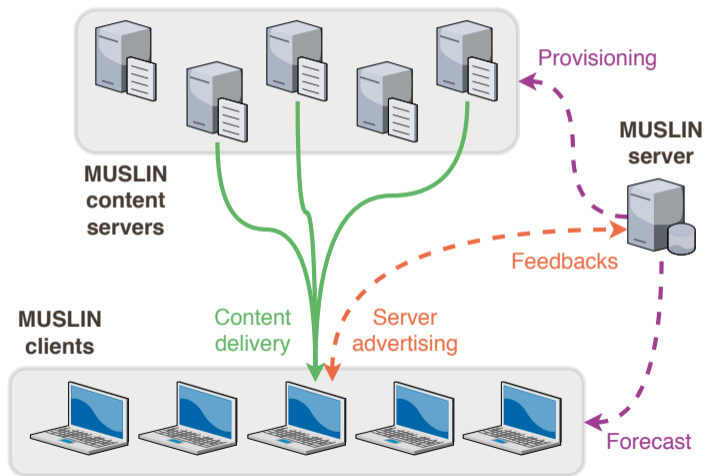 Provisioning
MUSLIN
server
MUSLIN
content
servers
Feedbacks
MUSLIN
clients
Content
delivery
Server
advertising
Forecast